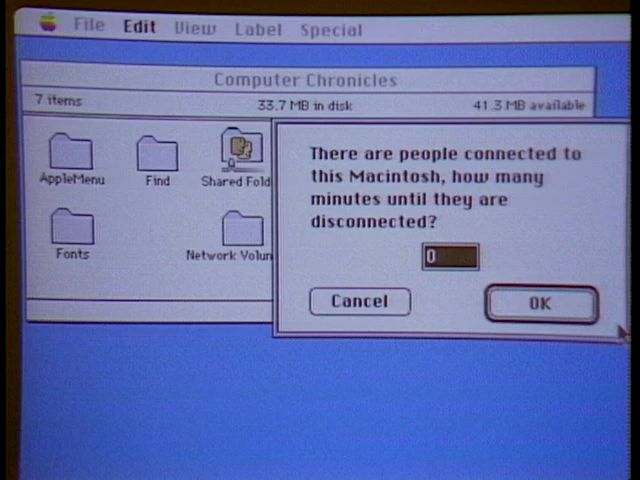 File Edit View Label Special
Computer Chronicles
7 items 33.7 MB in disk 41.3 MB available
AppleMenu Find Shared Fold
Fonts Network Volun
There are people connected to
this Macintosh, how many
minutes until they are
disconnected?
0
Cancel OK